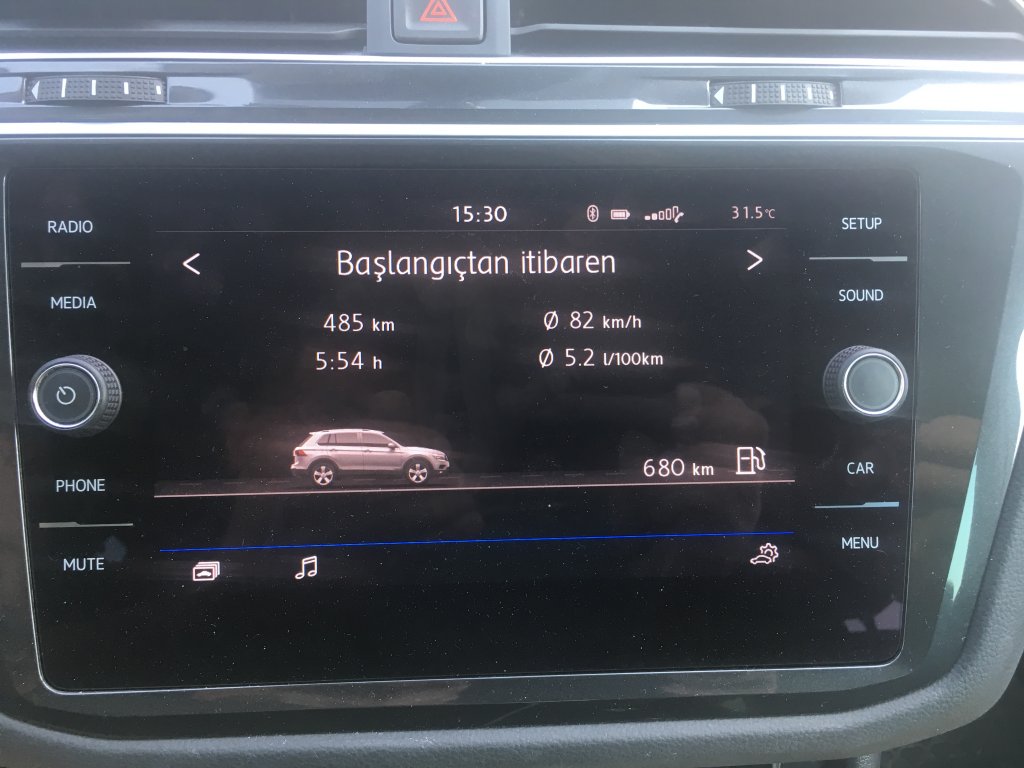 15:30
31.5°C
RADIO
SETUP
< Başlangıçtan itibaren >
MEDIA
SOUND
485 km
Ø 82 km/h
5:54 h
Ø 5.2 l/100km
680 km
PHONE
CAR
MUTE
MENU